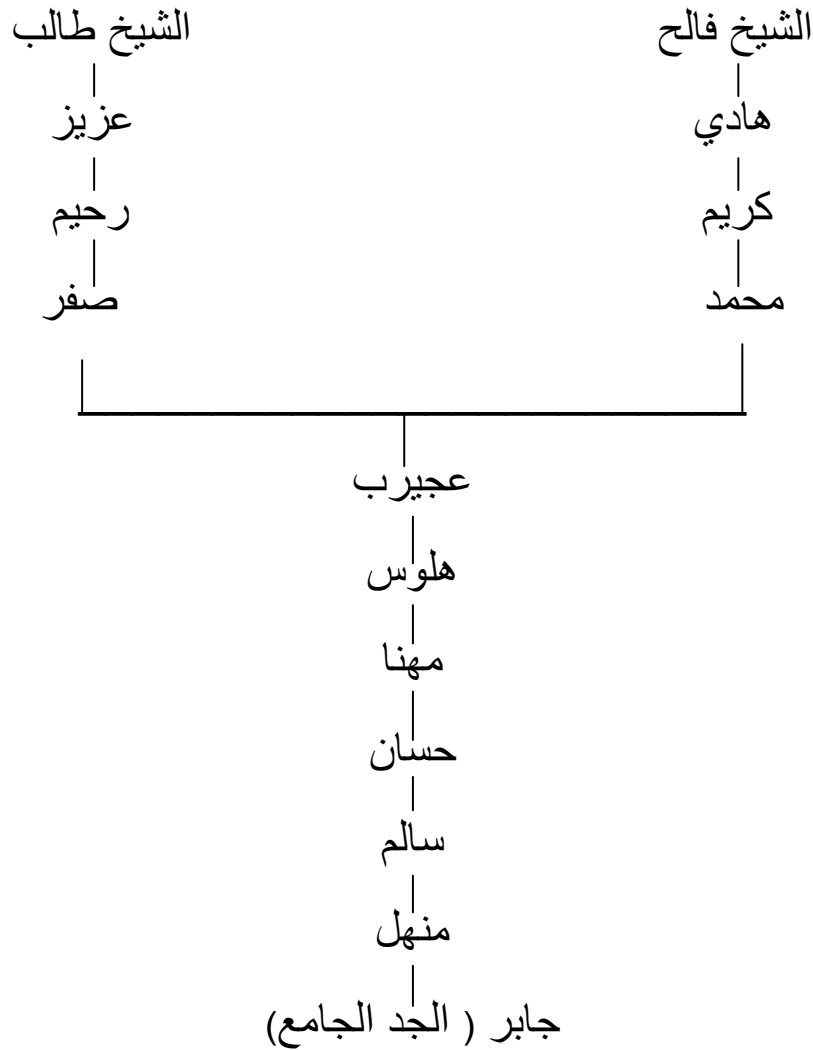 الشيخ فالح
الشيخ طالب
هادي
عزيز
كريم
رحيم
محمد
صفر
عجيرب
هلوس
مهنا
حسان
سالم
منهل
جابر ( الجد الجامع)